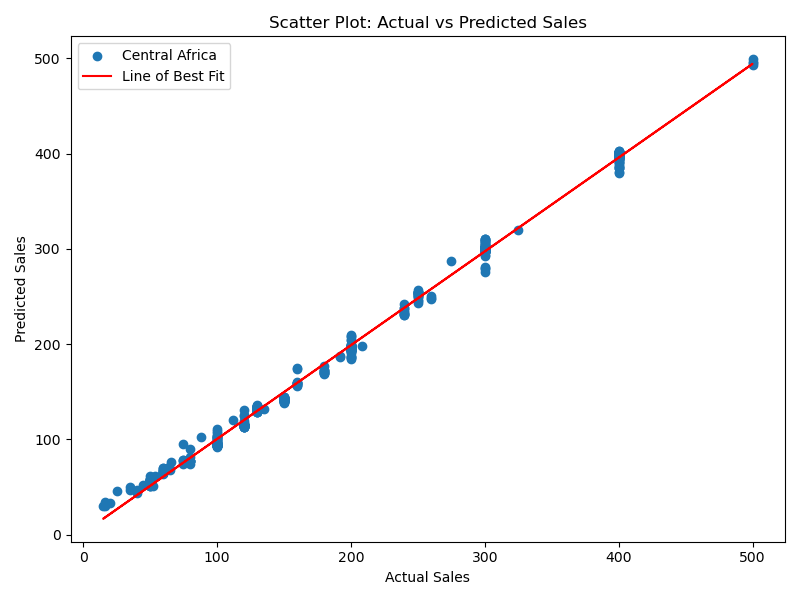 Scatter Plot: Actual vs Predicted Sales
Central Africa
Line of Best Fit
Predicted Sales
500
400
300
200
100
0
0 100 200 300 400 500
Actual Sales